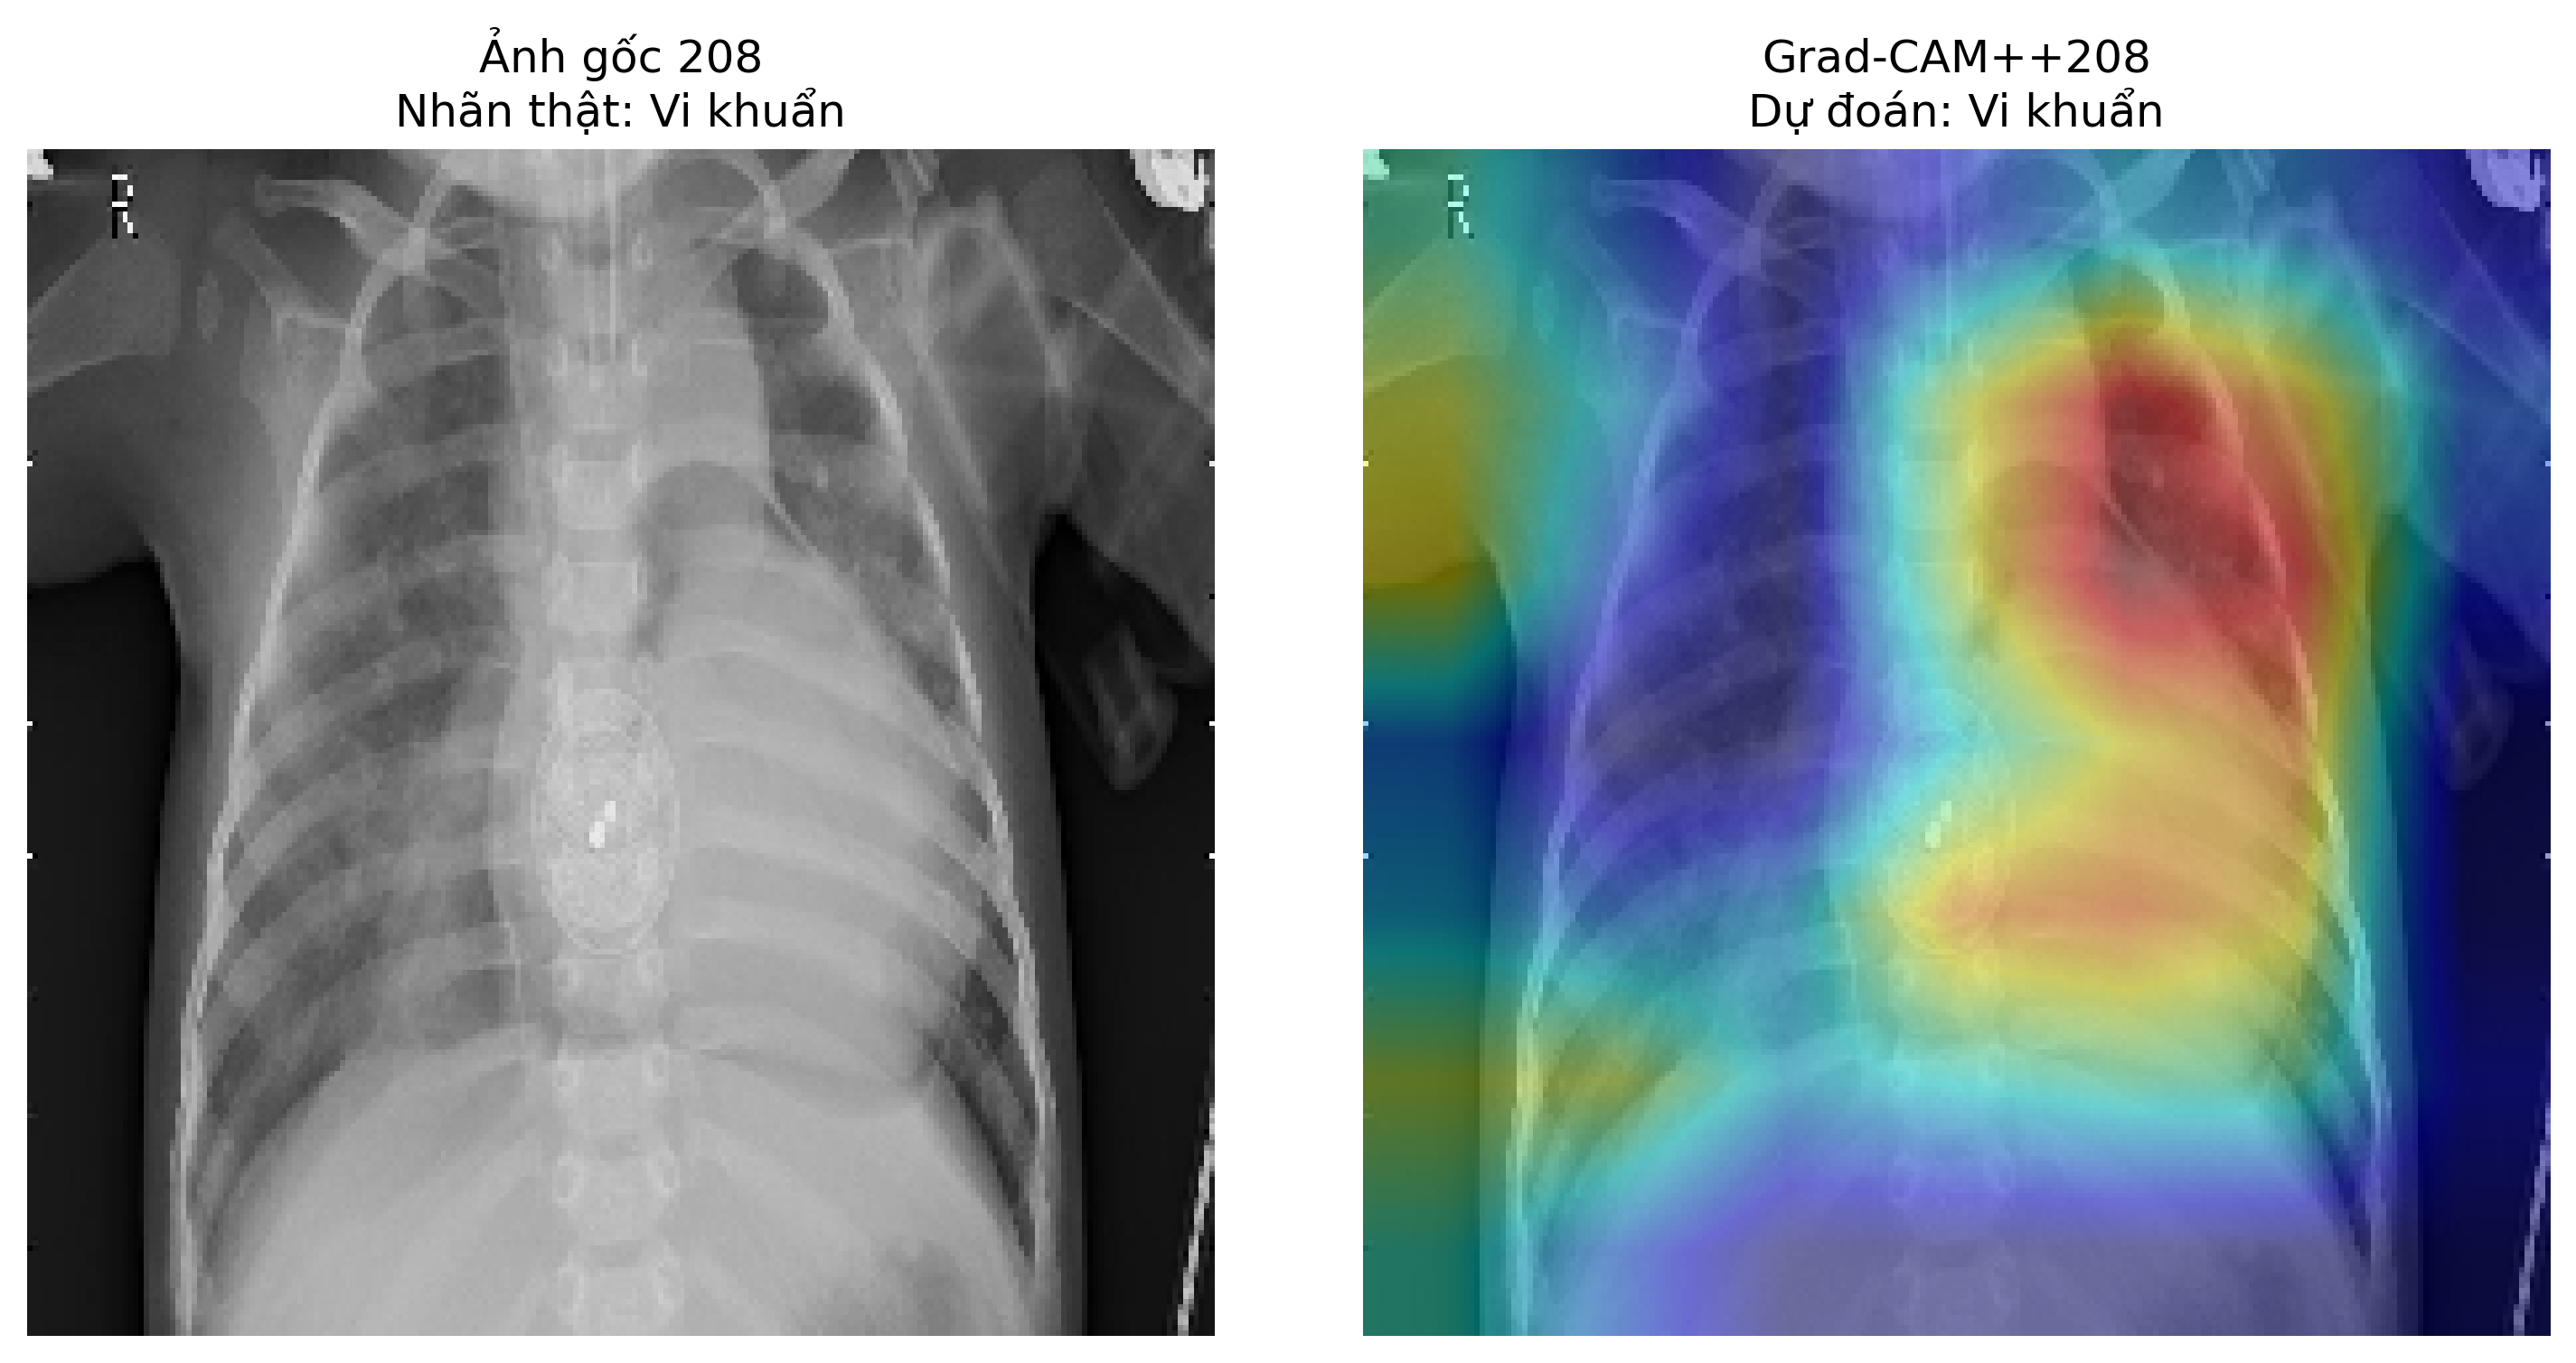 Ảnh gốc 208
Nhãn thật: Vi khuẩn
Grad-CAM++208
Dự đoán: Vi khuẩn
R
R